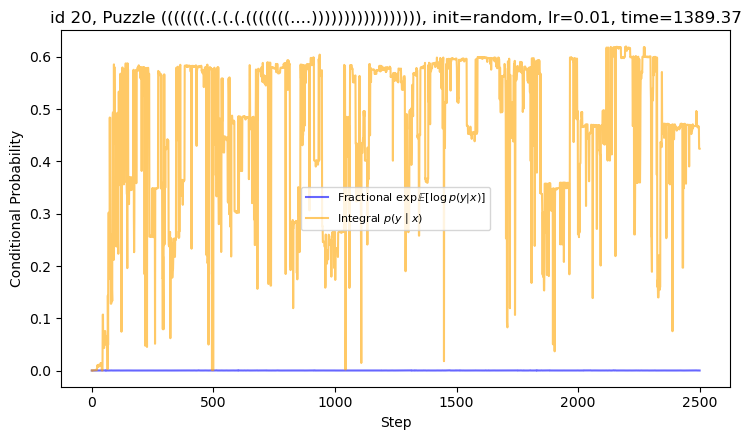 id 20, Puzzle (((((((.(.(.(.(((((((....))))))))))))))))), init=random, lr=0.01, time=1389.37
Conditional Probability
0.6
0.5
0.4
0.3
0.2
0.1
0.0
Fractional exp.𝔼[log p(y|x)]
Integral p(y | x)
0
500
1000
1500
2000
2500
Step